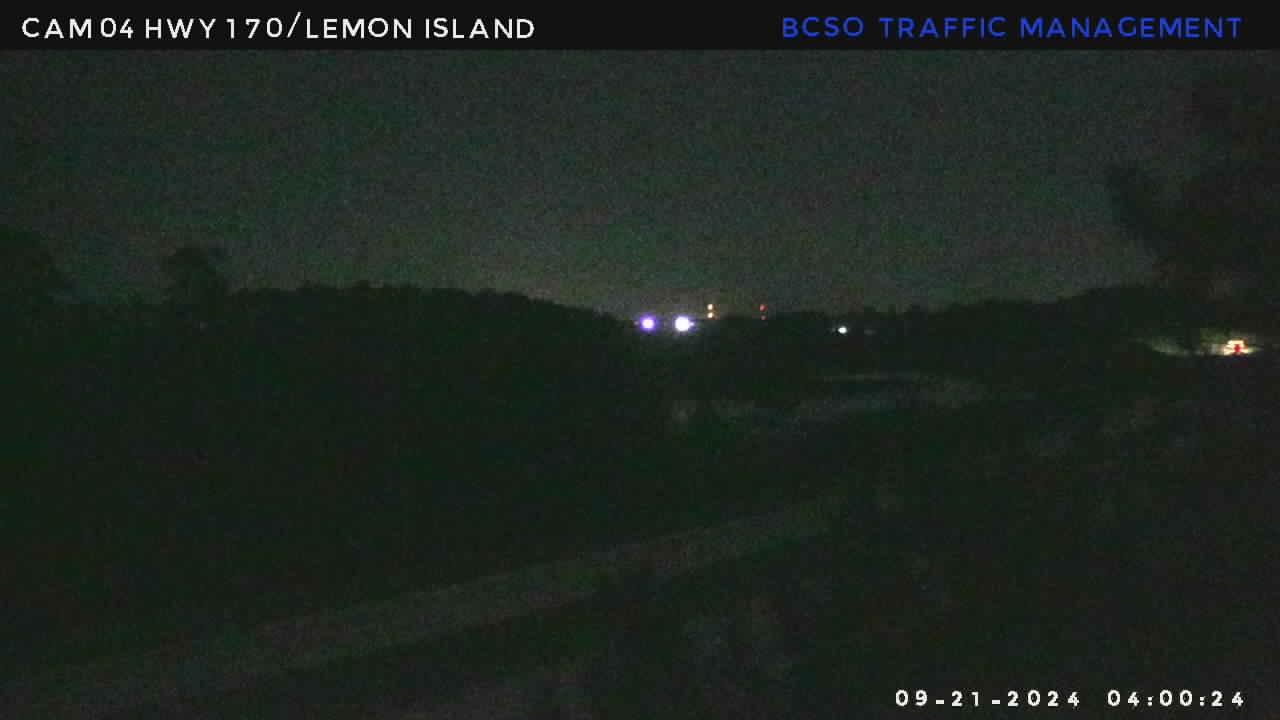 CAM 04 HWY 170/LEMON ISLAND
BCSO TRAFFIC MANAGEMENT
09-21-2024 04:00:24